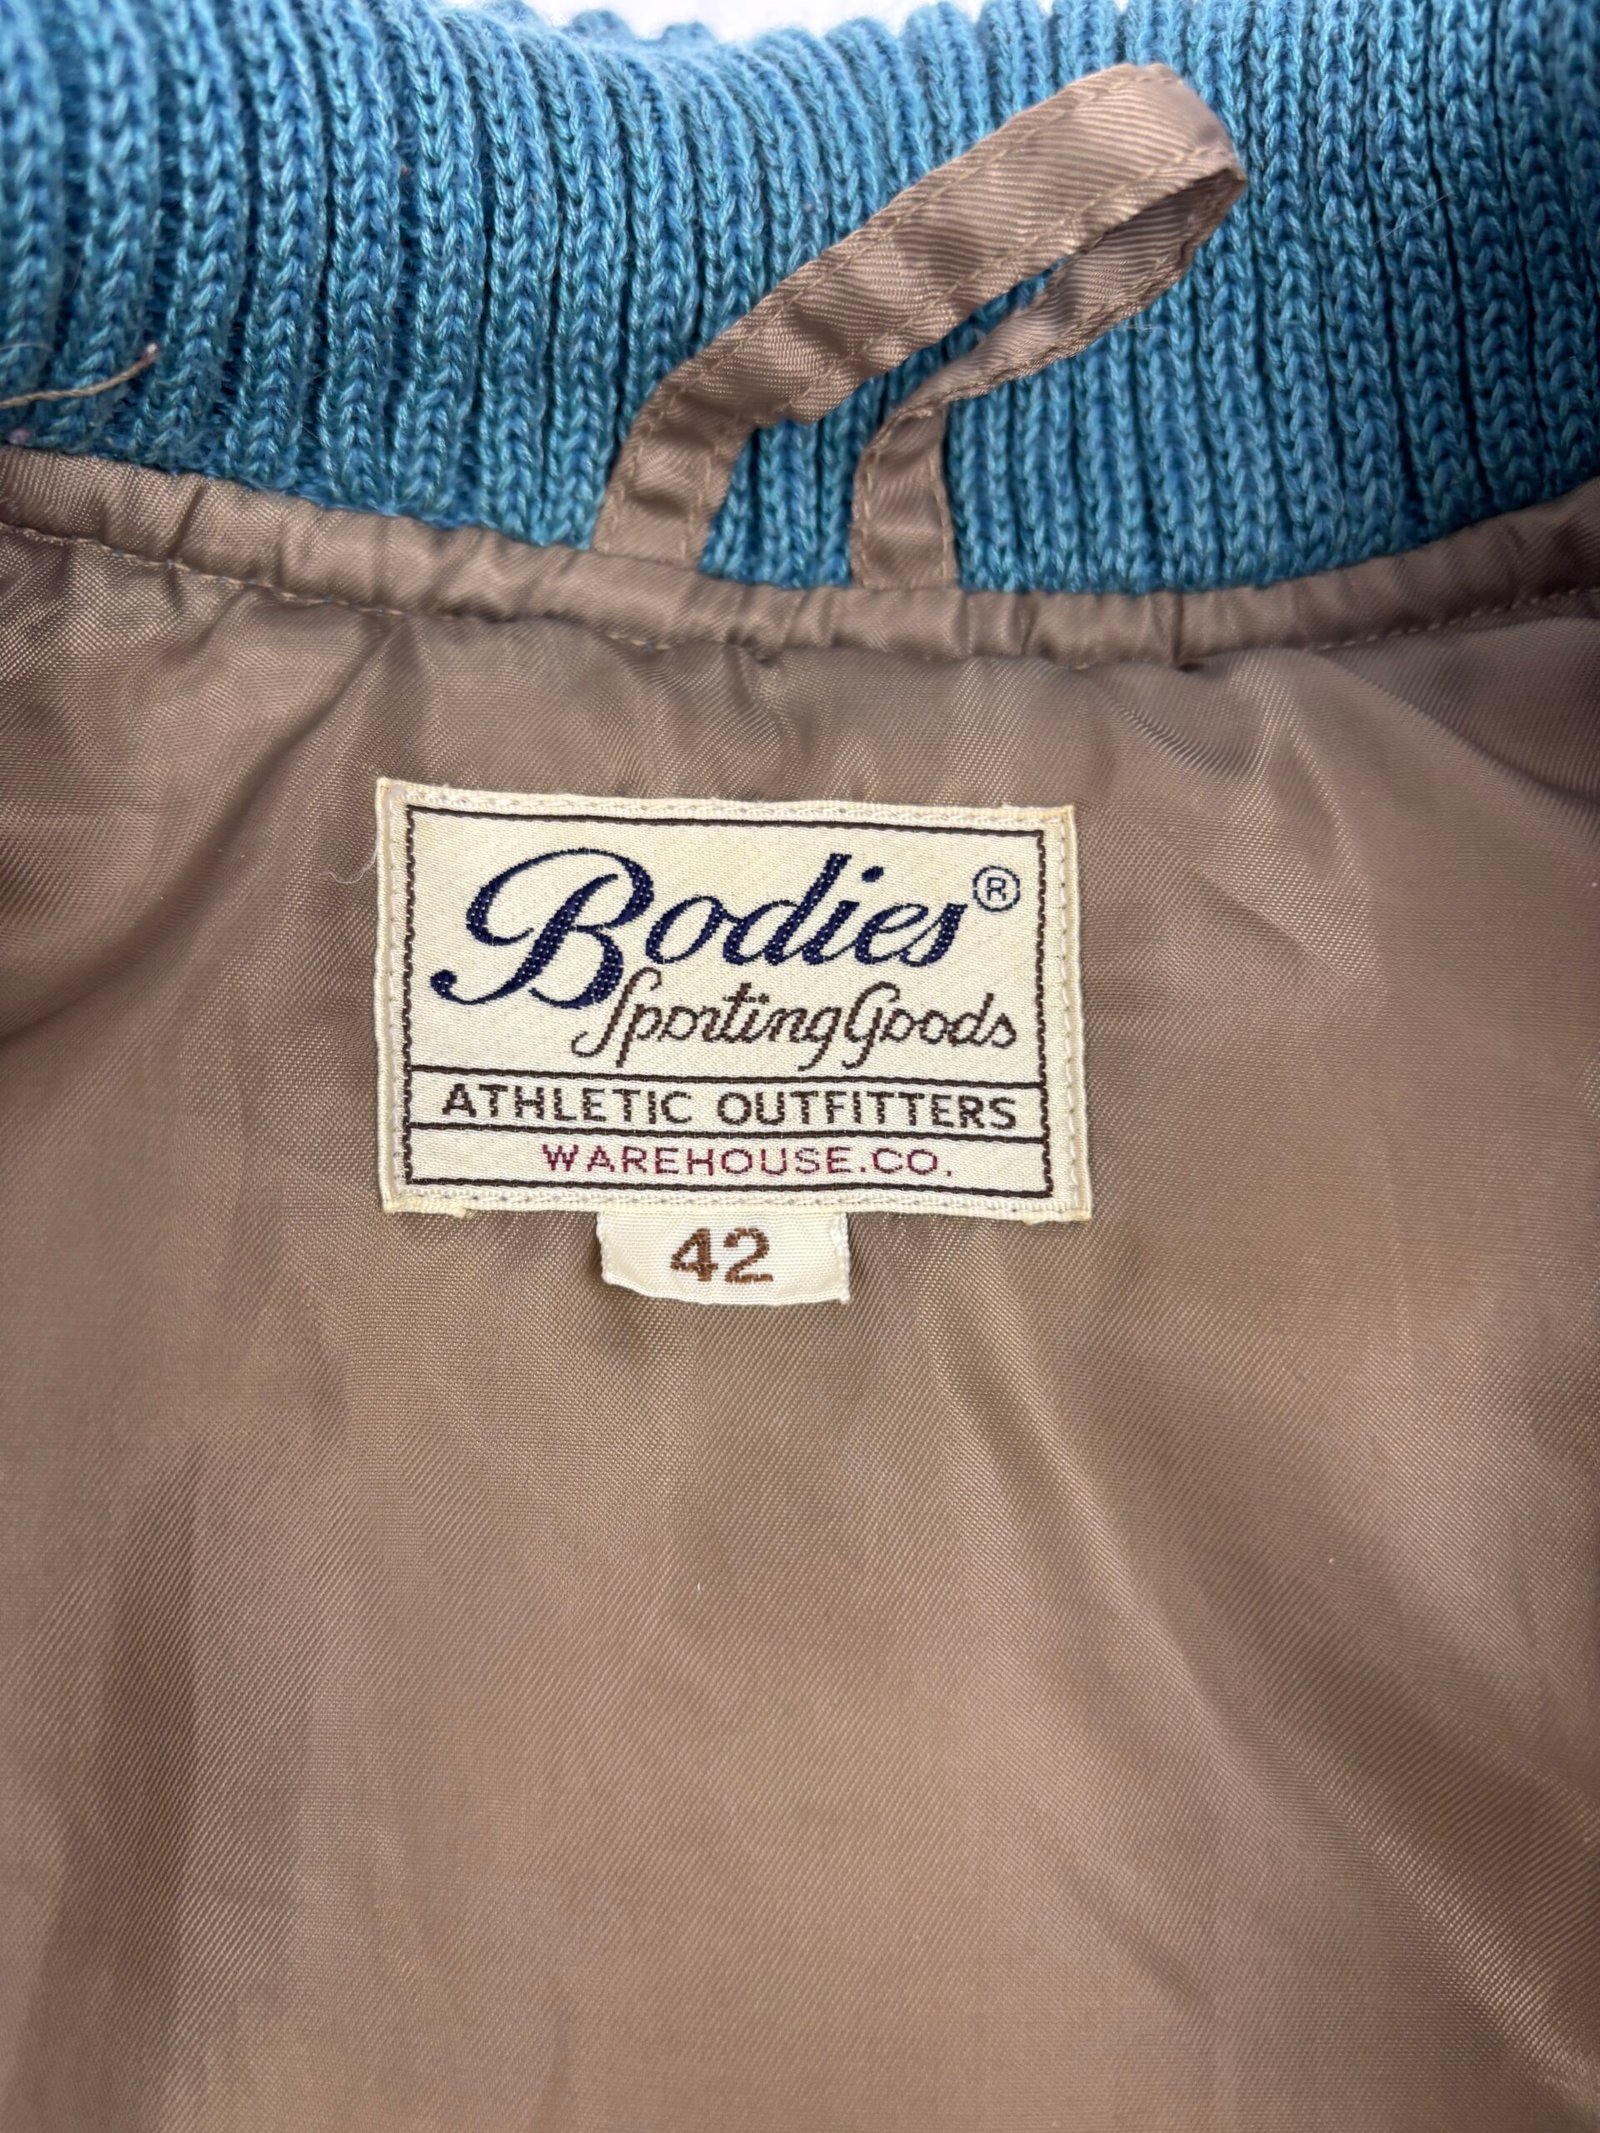 Bodies®
Sporting Goods
ATHLETIC OUTFITTERS
WAREHOUSE.CO.
42